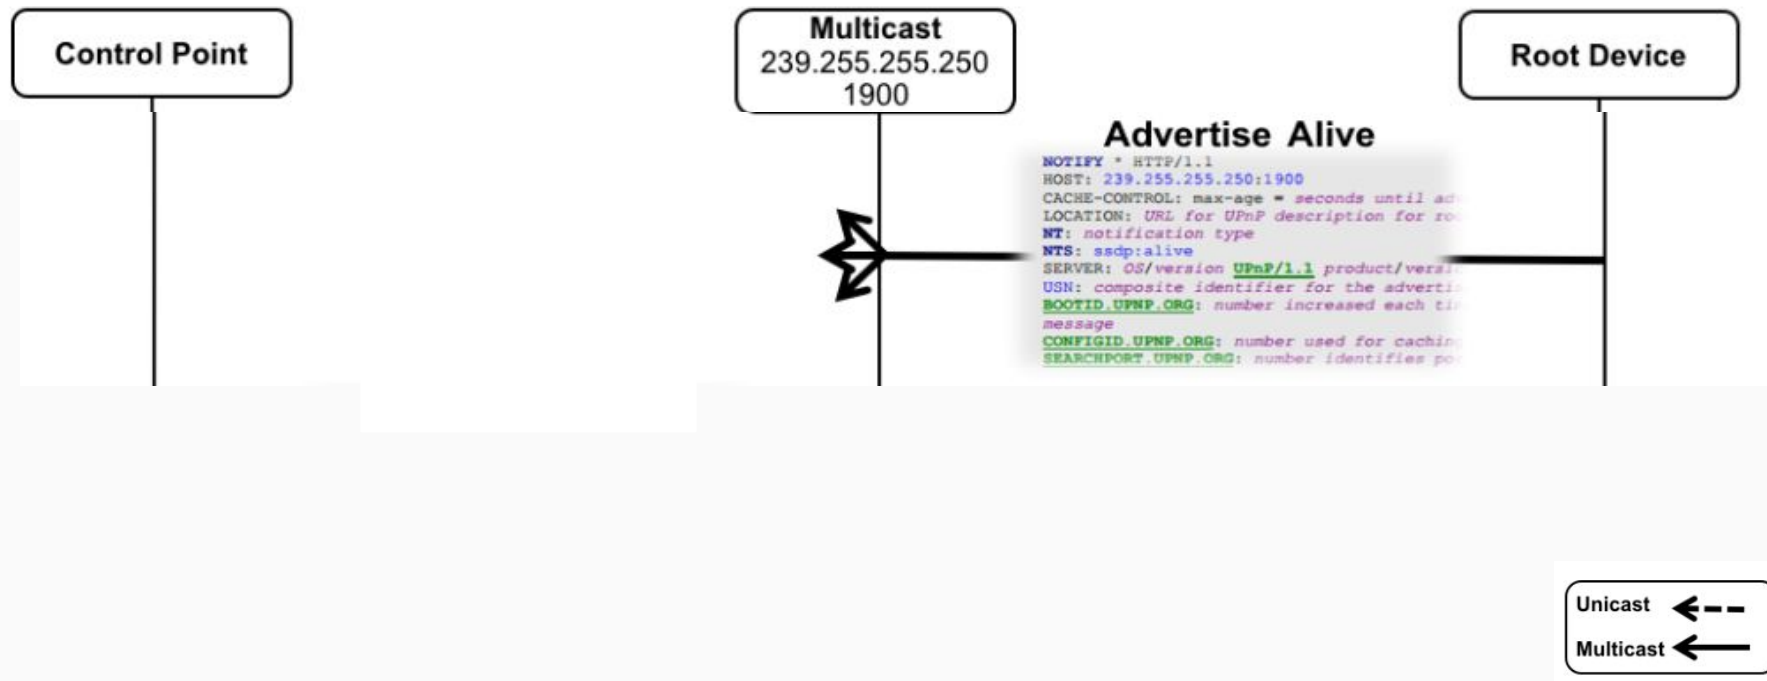 Control Point
Multicast
239.255.255.250
1900
Root Device
Advertise Alive
NOTIFY * HTTP/1.1
HOST: 239.255.255.250:1900
CACHE-CONTROL: max-age = seconds until
LOCATION: URL for UPnP description for
NT: notification type
NTS: ssdp:alive
SERVER: OS/version UPnP/1.1 product/
USN: composite identifier for the
BOOTID.UPNP.ORG: number increased each
message
CONFIGID.UPNP.ORG: number used for
SEARCHPORT.UPNP.ORG: number identifies
Unicast
Multicast